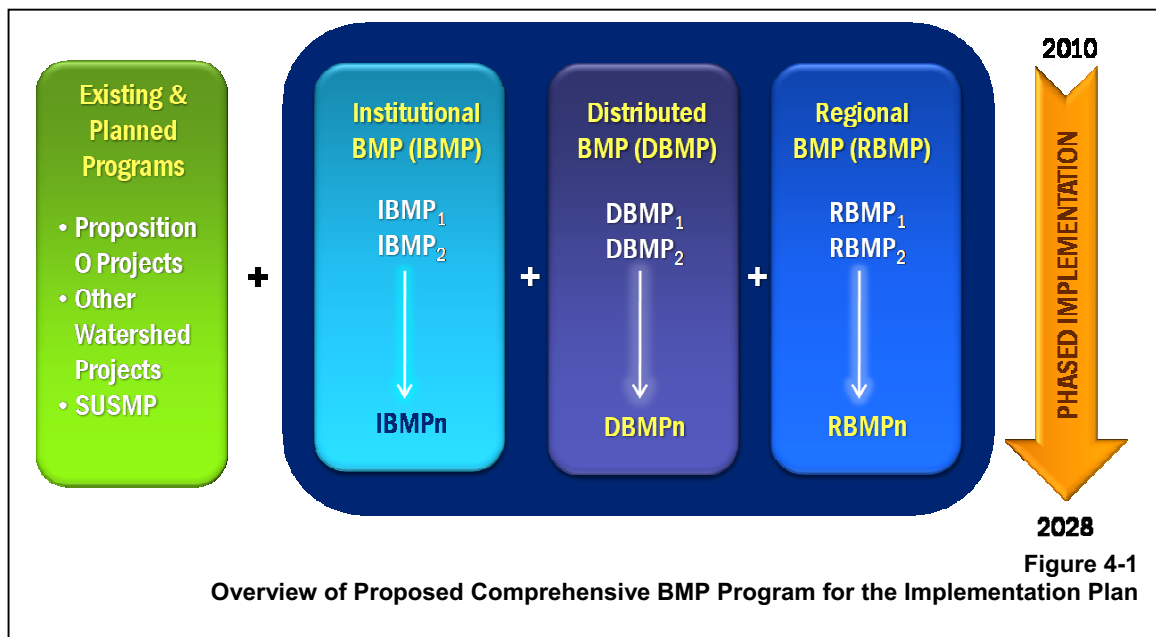 Existing &
Planned
Programs
• Proposition
O Projects
• Other
Watershed
Projects
• SUSMP
+
Institutional
BMP (IBMP)
IBMP1
IBMP2
IBMPn
+
Distributed
BMP (DBMP)
DBMP1
DBMP2
DBMPn
+
Regional
BMP (RBMP)
RBMP1
RBMP2
RBMPn
2010
PHASED IMPLEMENTATION
2028
Figure 4-1
Overview of Proposed Comprehensive BMP Program for the Implementation Plan